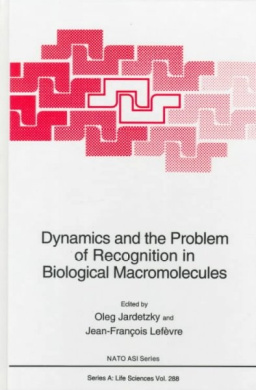 Dynamics and the Problem
of Recognition in
Biological Macromolecules
Edited by
Oleg Jardetzky and
Jean-François Lefèvre
NATO ASI Series
Series A: Life Sciences Vol. 288